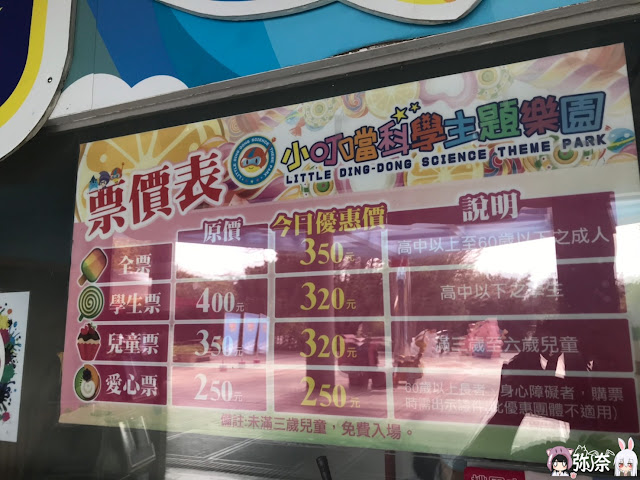 小叮噹科學主題樂園
LITTLE DING-DONG SCIENCE THEME PARK
票價表
原價 今日優惠價 說明
全票 350元 高中以上至60歲以下之成人
學生票 400元 320元 高中以下之生
兒童票 350元 320元 滿三歲至六歲兒童
愛心票 250元 250元 60歲以上長者,身心障礙者,購票
時需出示證件(此優惠團體不適用)
備註:未滿三歲兒童,免費入場。
弥奈